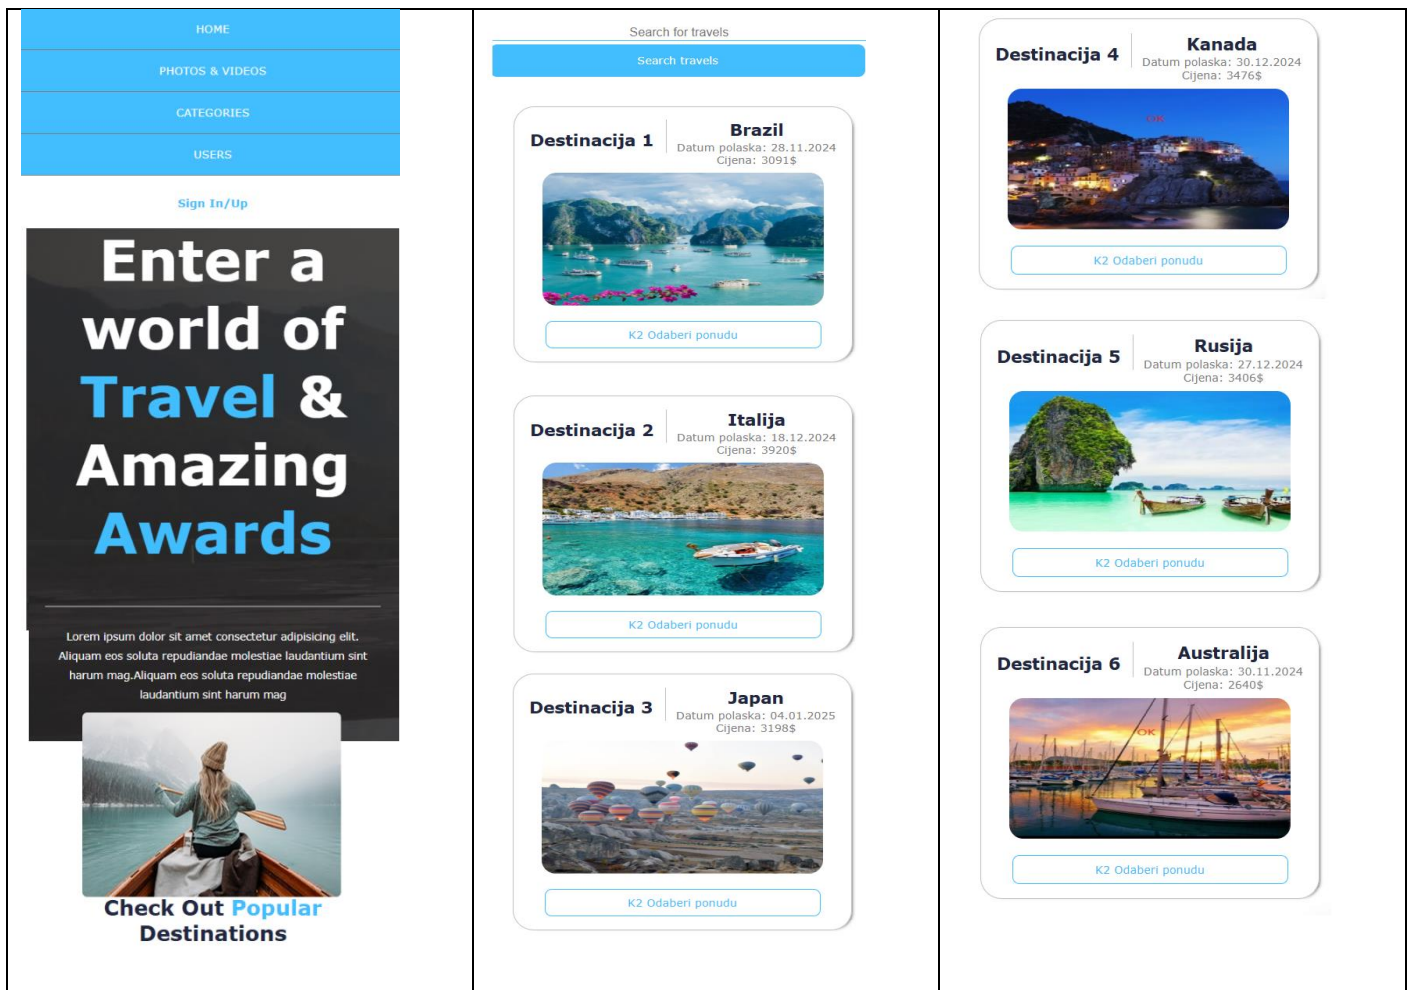 HOME
PHOTOS & VIDEOS
CATEGORIES
USERS
Sign In/Up
Enter a
world of
Travel &
Amazing
Awards
Lorem ipsum dolor sit amet consectetur adipisicing elit.
Aliquam eos soluta repudiandae molestiae laudantium sint
harum mag.Aliquam eos soluta repudiandae molestiae
laudantium sint harum mag
Check Out Popular
Destinations
Search for travels
Search travels
Destinacija 1
Brazil
Datum polaska: 28.11.2024
Cijena: 3091$
K2 Odaberi ponudu
Destinacija 2
Italija
Datum polaska: 18.12.2024
Cijena: 3920$
K2 Odaberi ponudu
Destinacija 3
Japan
Datum polaska: 04.01.2025
Cijena: 3198$
K2 Odaberi ponudu
Destinacija 4
Kanada
Datum polaska: 30.12.2024
Cijena: 3476$
OK
K2 Odaberi ponudu
Destinacija 5
Rusija
Datum polaska: 27.12.2024
Cijena: 3406$
K2 Odaberi ponudu
Destinacija 6
Australija
Datum polaska: 30.11.2024
Cijena: 2640$
OK
K2 Odaberi ponudu